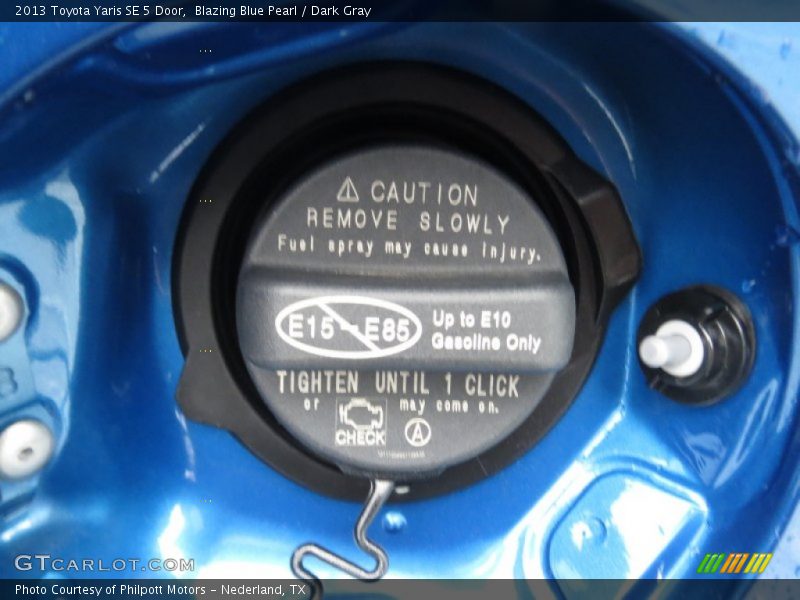 2013 Toyota Yaris SE 5 Door,  Blazing Blue Pearl / Dark Gray
CAUTION
REMOVE SLOWLY
Fuel spray may cause injury.
E15-E85
Up to E10
Gasoline Only
TIGHTEN UNTIL 1 CLICK
or
may come on.
CHECK
A
B
GTCARLOT.COM
Photo Courtesy of Philpott Motors - Nederland, TX